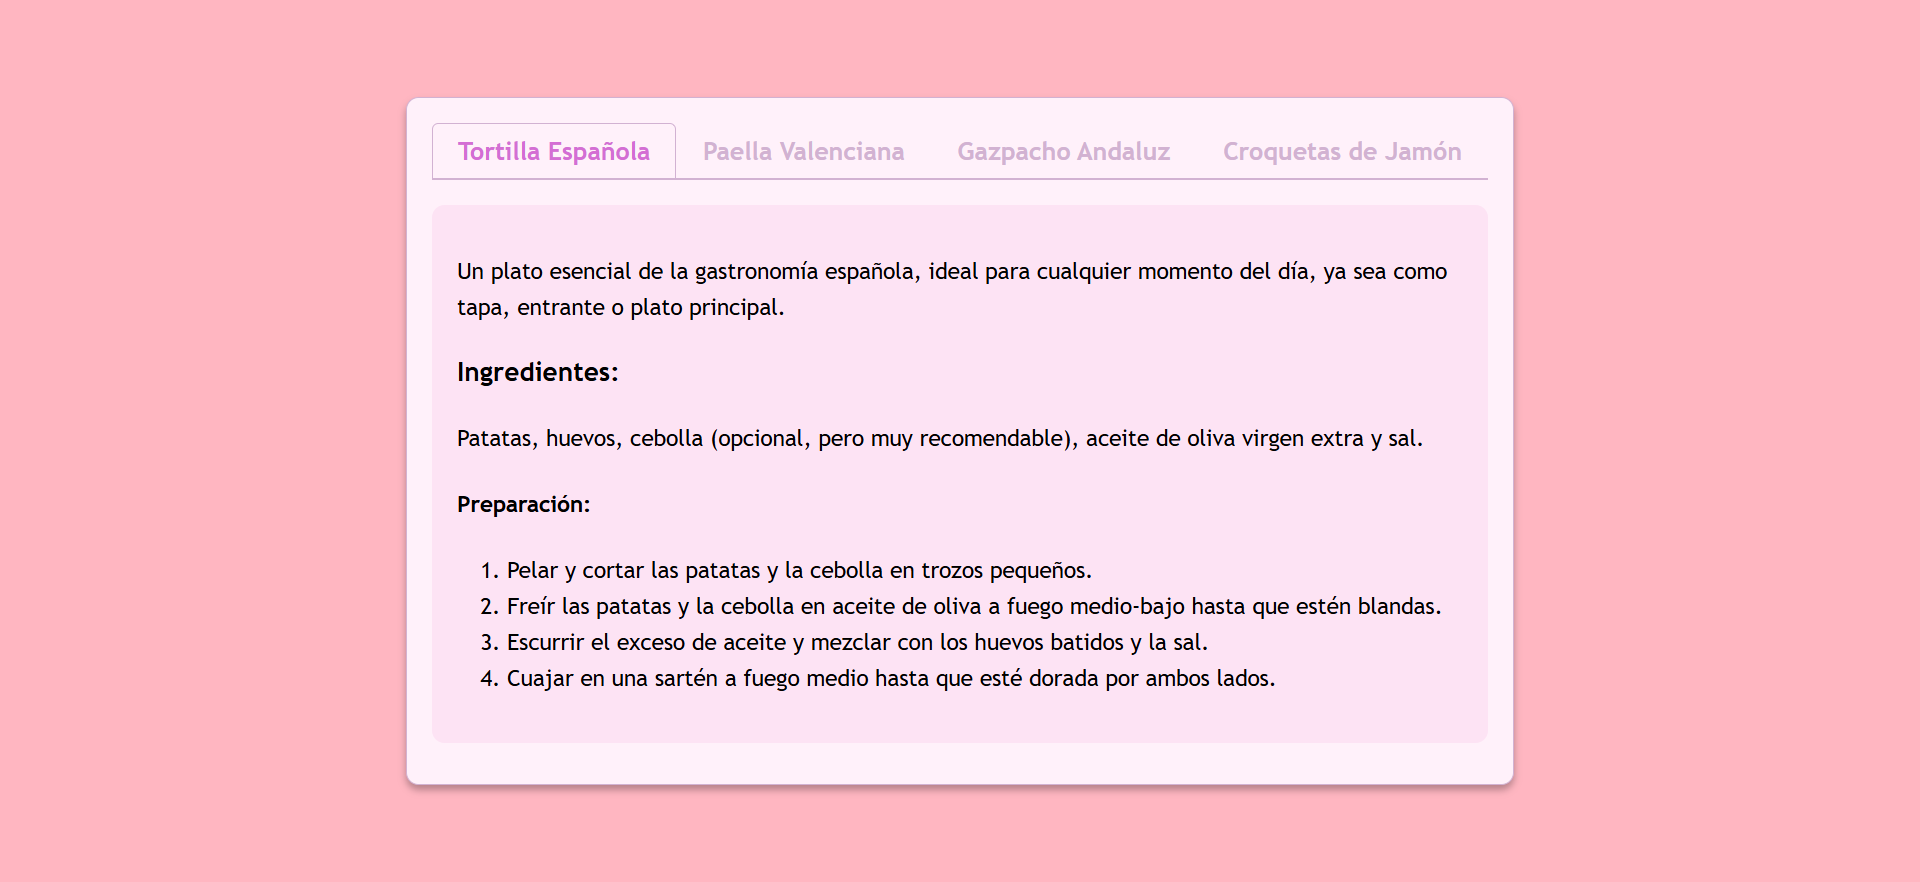 Tortilla Española Paella Valenciana Gazpacho Andaluz Croquetas de Jamón
Un plato esencial de la gastronomía española, ideal para cualquier momento del día, ya sea como
tapa, entrante o plato principal.
Ingredientes:
Patatas, huevos, cebolla (opcional, pero muy recomendable), aceite de oliva virgen extra y sal.
Preparación:
1. Pelar y cortar las patatas y la cebolla en trozos pequeños.
2. Freír las patatas y la cebolla en aceite de oliva a fuego medio-bajo hasta que estén blandas.
3. Escurrir el exceso de aceite y mezclar con los huevos batidos y la sal.
4. Cuajar en una sartén a fuego medio hasta que esté dorada por ambos lados.